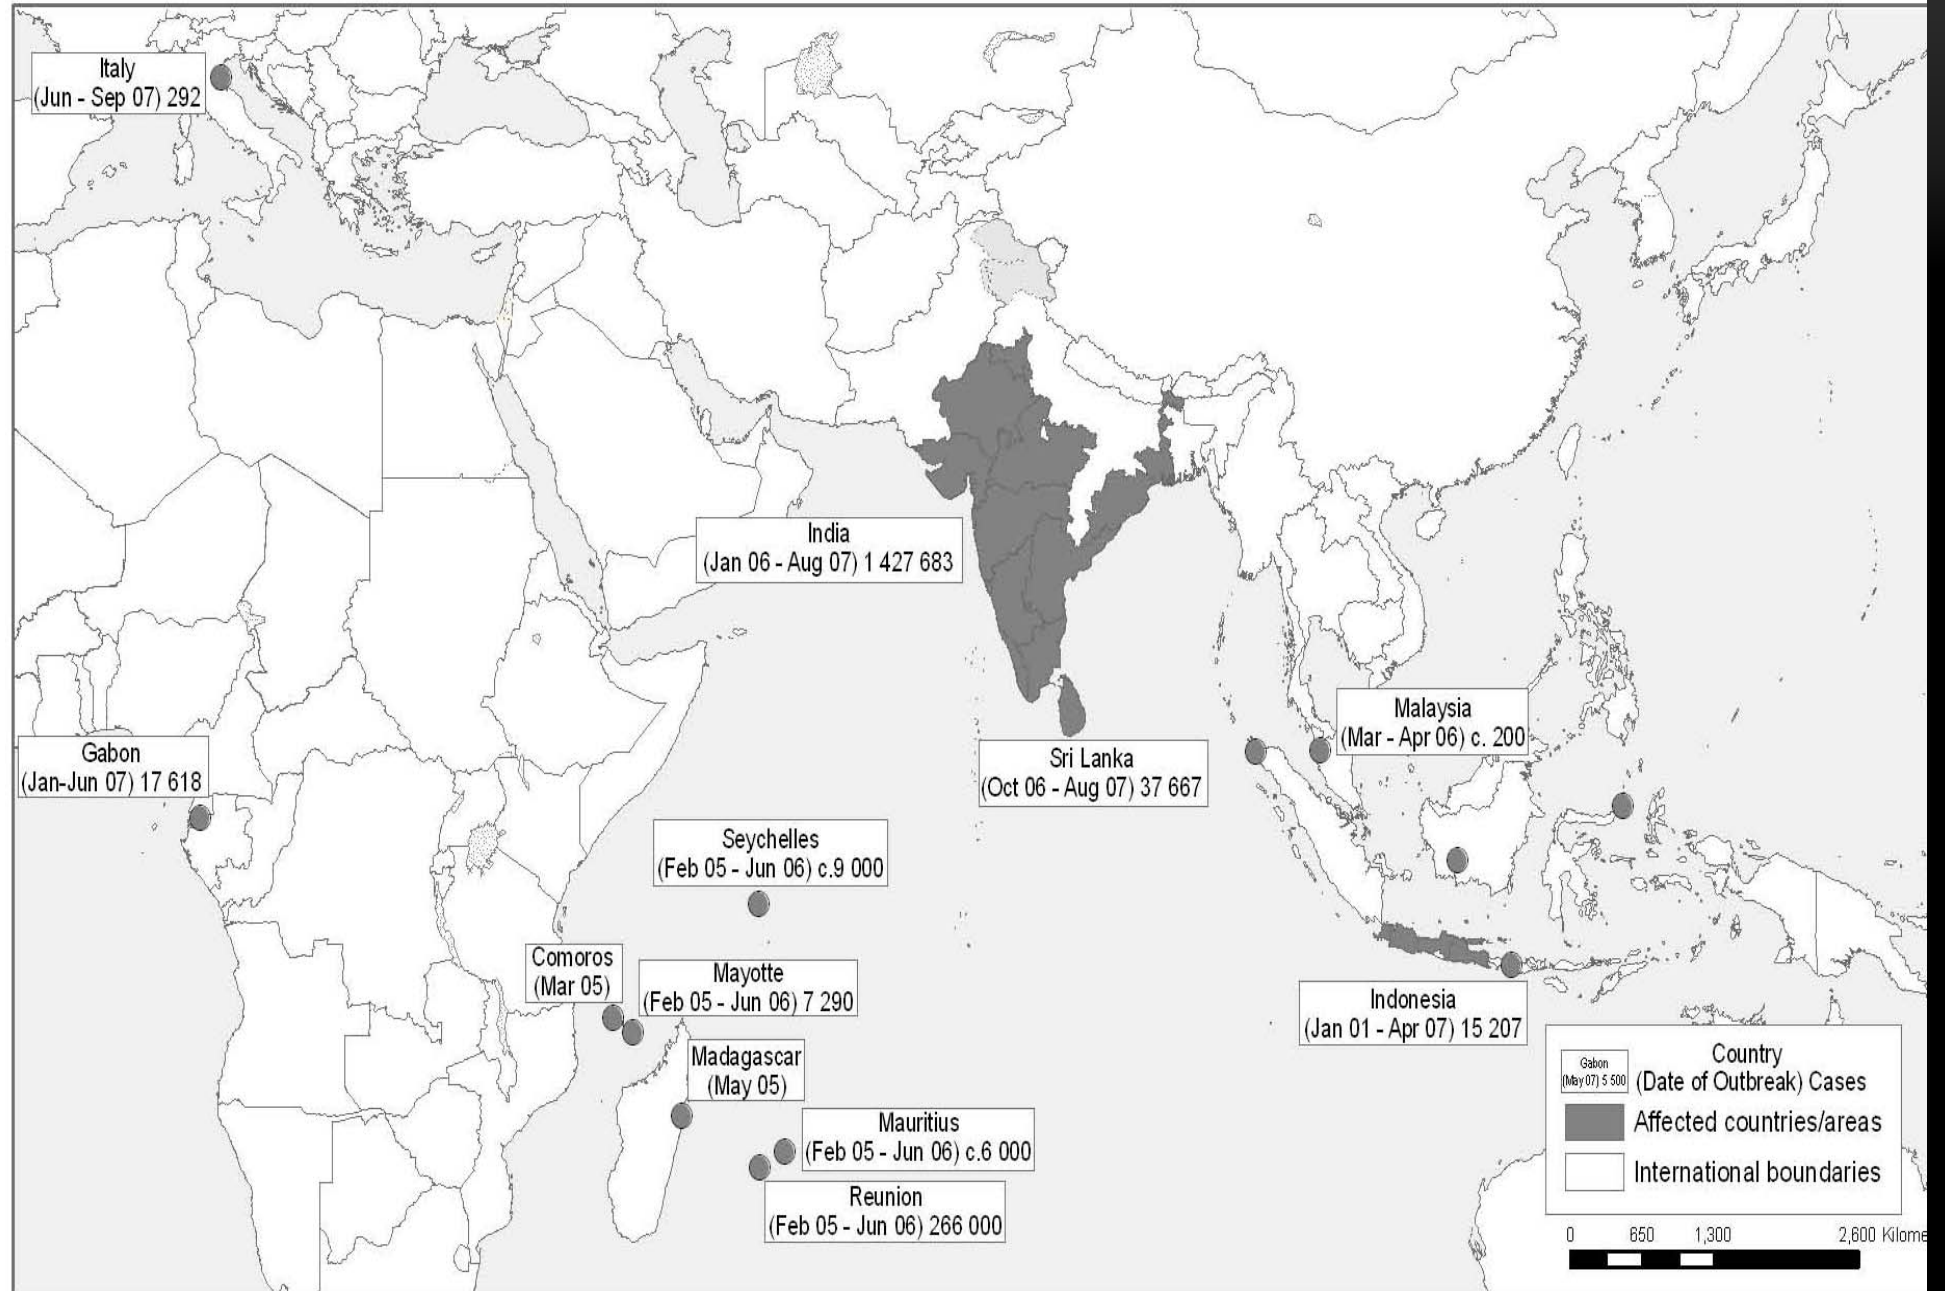 Italy
(Jun - Sep 07) 292
India
(Jan 06 - Aug 07) 1 427 683
Malaysia
(Mar - Apr 06) c. 200
Gabon
(Jan-Jun 07) 17 618
Sri Lanka
(Oct 06 - Aug 07) 37 667
Seychelles
(Feb 05 - Jun 06) c.9 000
Comoros
(Mar 05)
Mayotte
(Feb 05 - Jun 06) 7 290
Indonesia
(Jan 01 - Apr 07) 15 207
Madagascar
(May 05)
Mauritius
(Feb 05 - Jun 06) c.6 000
Reunion
(Feb 05 - Jun 06) 266 000
Gabon
(May 07) 5 500
Country
(Date of Outbreak) Cases
Affected countries/areas
International boundaries
0 650 1,300 2,600 Kilome